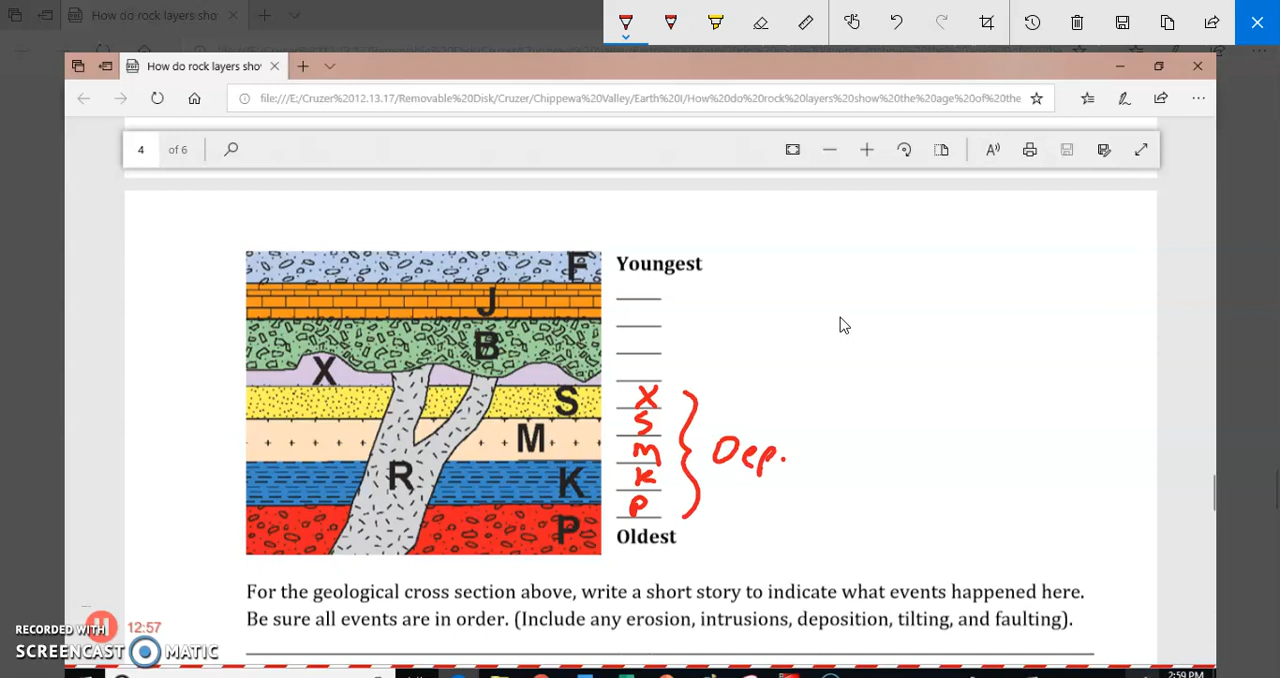 How do rock layers sho
How do rock layers sho
file:///E:/Cruzer%2012.13.17/Removable%20Disk/Cruzer/Chippewa%20Valley/Earth%20I/How%20do%20rock%20layers%20show%20the%20age%20of%20the
4 of 6
F
J
B
X
S
M
R
K
P
Youngest
X
S
M
K
P
Dep.
Oldest
For the geological cross section above, write a short story to indicate what events happened here.
Be sure all events are in order. (Include any erosion, intrusions, deposition, tilting, and faulting).
RECORDED WITH
SCREENCAST MATIC
12:57
2:59 PM